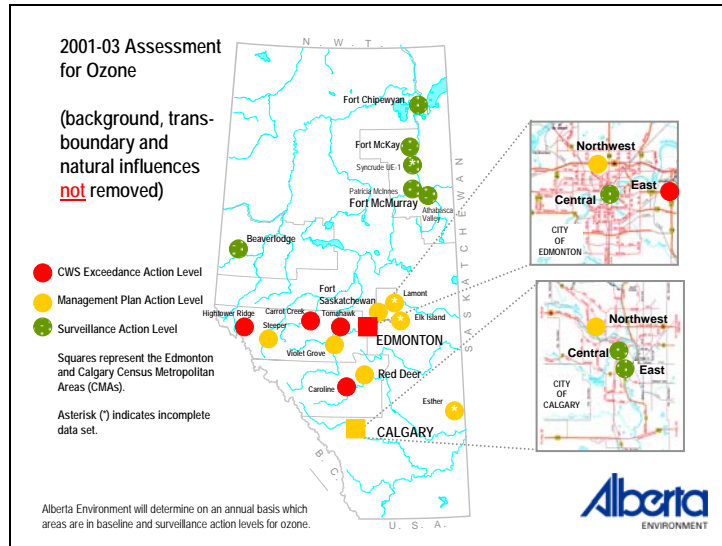 2001-03 Assessment
for Ozone
(background, trans-
boundary and
natural influences
not removed)
CWS Exceedance Action Level
Management Plan Action Level
Surveillance Action Level
Squares represent the Edmonton
and Calgary Census Metropolitan
Areas (CMAs).
Asterisk (*) indicates incomplete
data set.
Alberta Environment will determine on an annual basis which
areas are in baseline and surveillance action levels for ozone.
N. W. T.
Fort Chipewyan
Fort McKay
Syncrude UE-1
Patricia McInnes
Fort McMurray
Athabasca
Valley
Beaverlodge
SASKATCHEWAN
Fort
Saskatchewan
Lamont
Hightower Ridge
Carrot Creek
Tomahawk
Elk Island
Steeper
EDMONTON
Violet Grove
Red Deer
Caroline
Esther
CALGARY
B. C.
U. S. A.
Northwest
East
Central
CITY
OF
EDMONTON
Northwest
Central
East
CITY
OF
CALGARY
Alberta
ENVIRONMENT